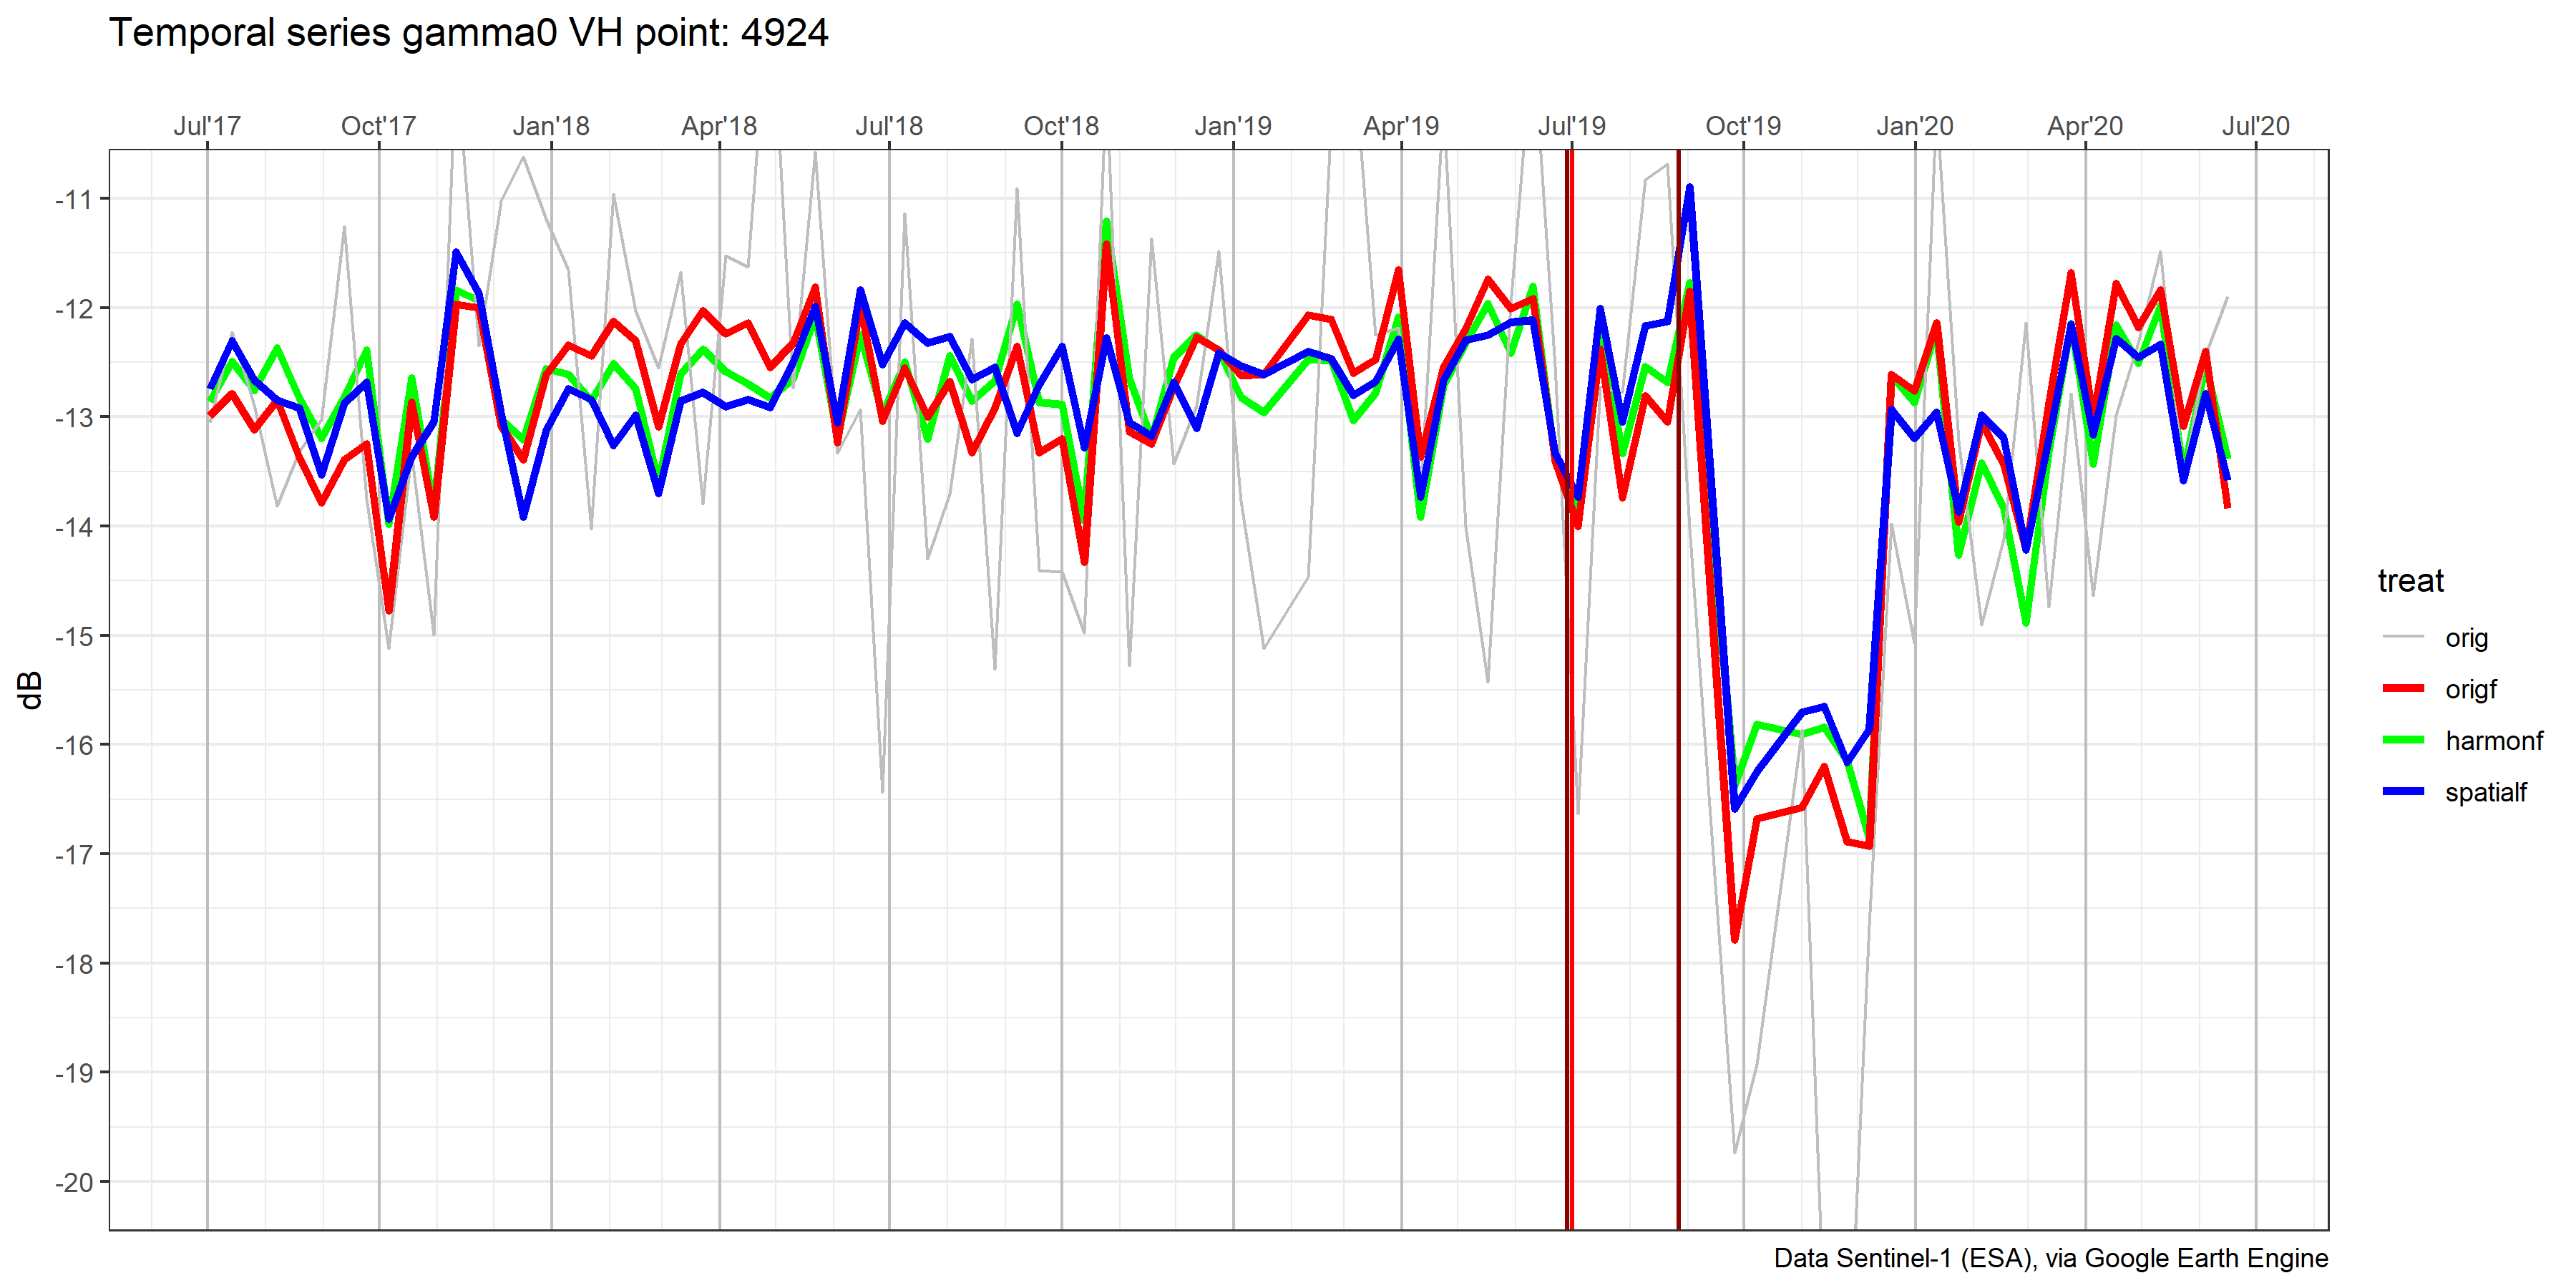 Temporal series gamma0 VH point: 4924
Jul'17 Oct'17 Jan'18 Apr'18 Jul'18 Oct'18 Jan'19 Apr'19 Jul'19 Oct'19 Jan'20 Apr'20 Jul'20
-11
-12
-13
-14
-15
-16
-17
-18
-19
-20
dB
treat
orig
origf
harmonf
spatialf
Data Sentinel-1 (ESA), via Google Earth Engine